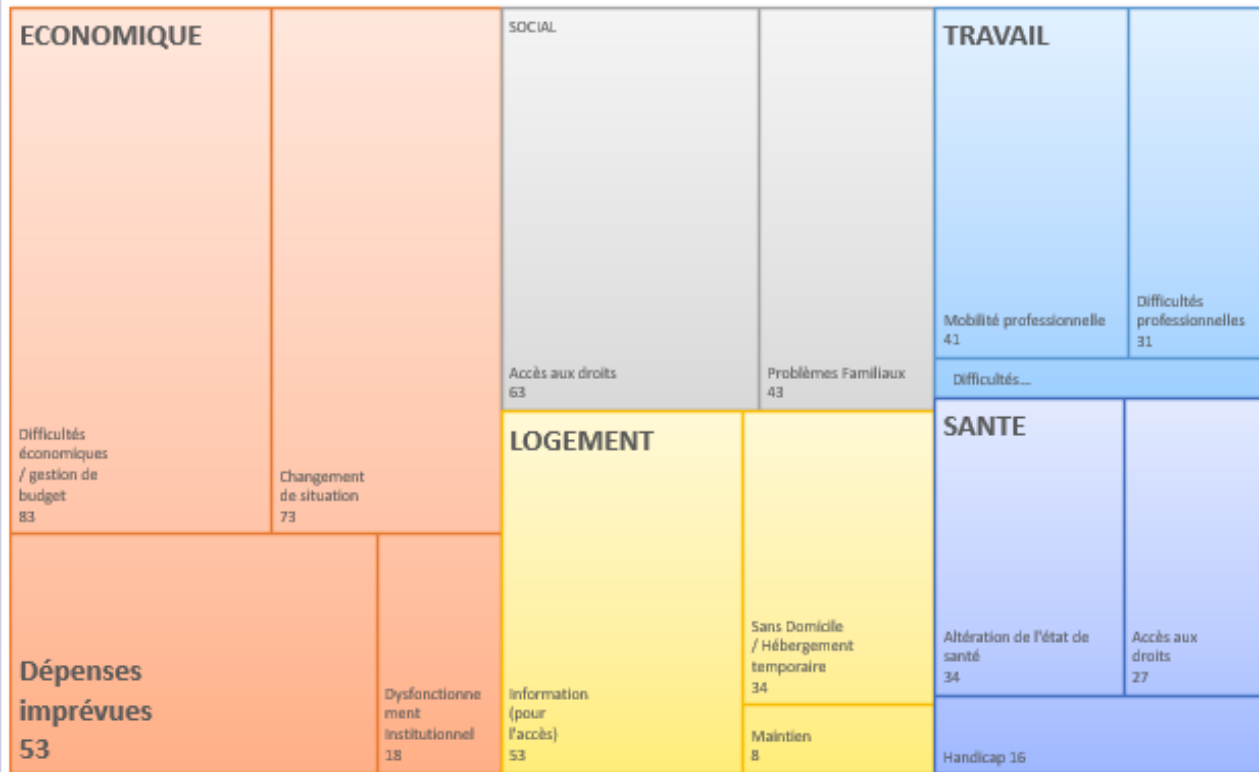 ECONOMIQUE
Difficultés
économiques
/ gestion de
budget
83
Changement
de situation
73
Dépenses
imprévues
53
Dysfonctionne
ment
Institutionnel
18
SOCIAL
Accès aux droits
63
Problèmes Familiaux
43
LOGEMENT
Information
(pour
l'accès)
53
Sans Domicile
/ Hébergement
temporaire
34
Maintien
8
TRAVAIL
Mobilité professionnelle
41
Difficultés
professionnelles
31
Difficultés...
SANTE
Altération de l'état de
santé
34
Accès aux
droits
27
Handicap 16